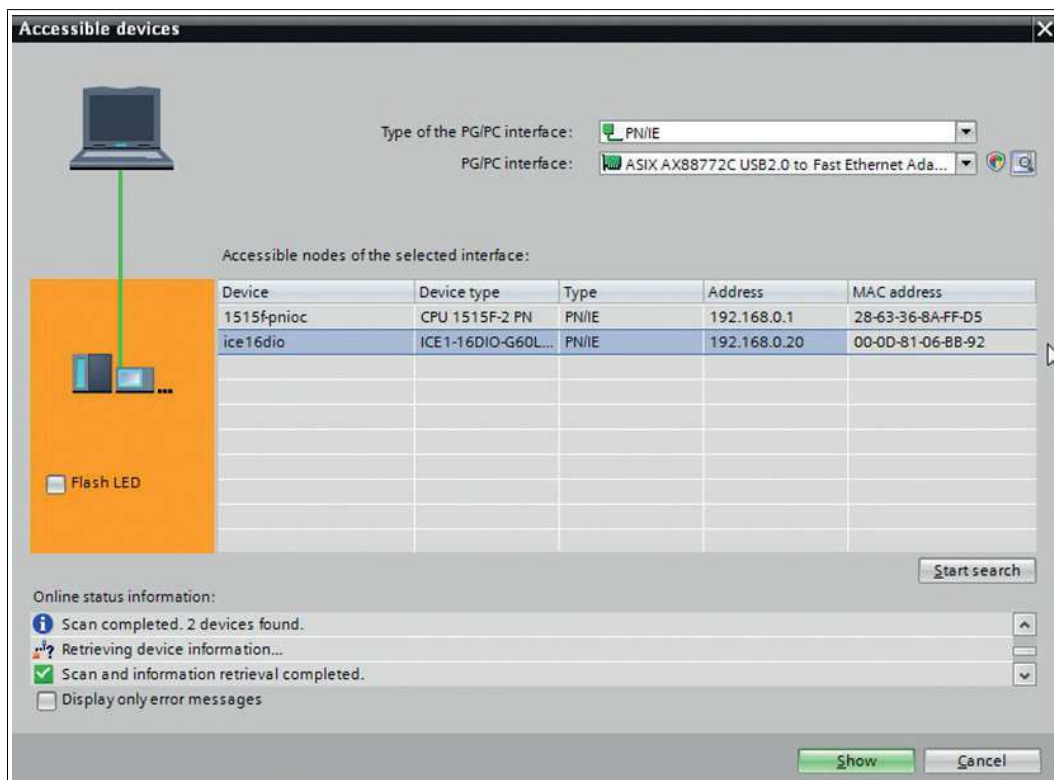 Accessible devices
Type of the PG/PC interface: PN/IE
PG/PC interface: ASIX AX88772C USB2.0 to Fast Ethernet Ada...
Accessible nodes of the selected interface:
Device Device type Type Address MAC address
1515f-pnioc CPU 1515F-2 PN PN/IE 192.168.0.1 28-63-36-8A-FF-D5
ice16dio ICE1-16DIO-G60L... PN/IE 192.168.0.20 00-0D-81-06-BB-92
Flash LED
Start search
Online status information:
Scan completed. 2 devices found.
Retrieving device information...
Scan and information retrieval completed.
Display only error messages
Show Cancel